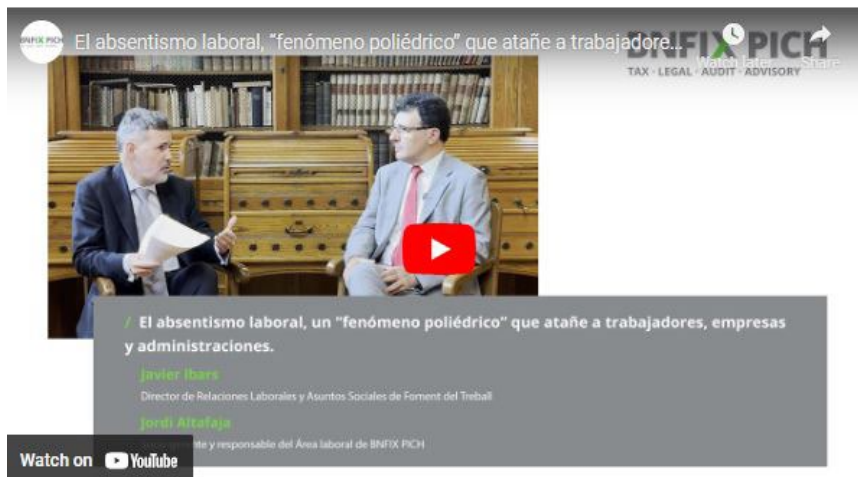 El absentismo laboral, “fenómeno poliédrico” que atañe a trabajadore...
BNFIX PICH
TAX · LEGAL · AUDIT · ADVISORY
BNFIX PICH
Watch later
Share
/ El absentismo laboral, un “fenómeno poliédrico” que atañe a trabajadores, empresas
y administraciones.
Javier Ibars
Director de Relaciones Laborales y Asuntos Sociales de Foment del Treball
Jordi Altafaja
y responsable del Área laboral de BNFIX PICH
Watch on YouTube